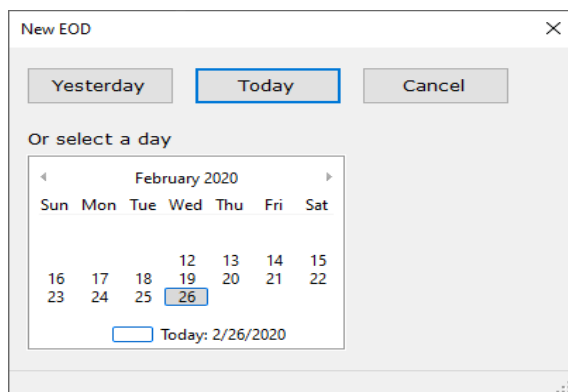 New EOD
Yesterday Today Cancel
Or select a day
February 2020
Sun Mon Tue Wed Thu Fri Sat
12 13 14 15
16 17 18 19 20 21 22
23 24 25 26
Today: 2/26/2020